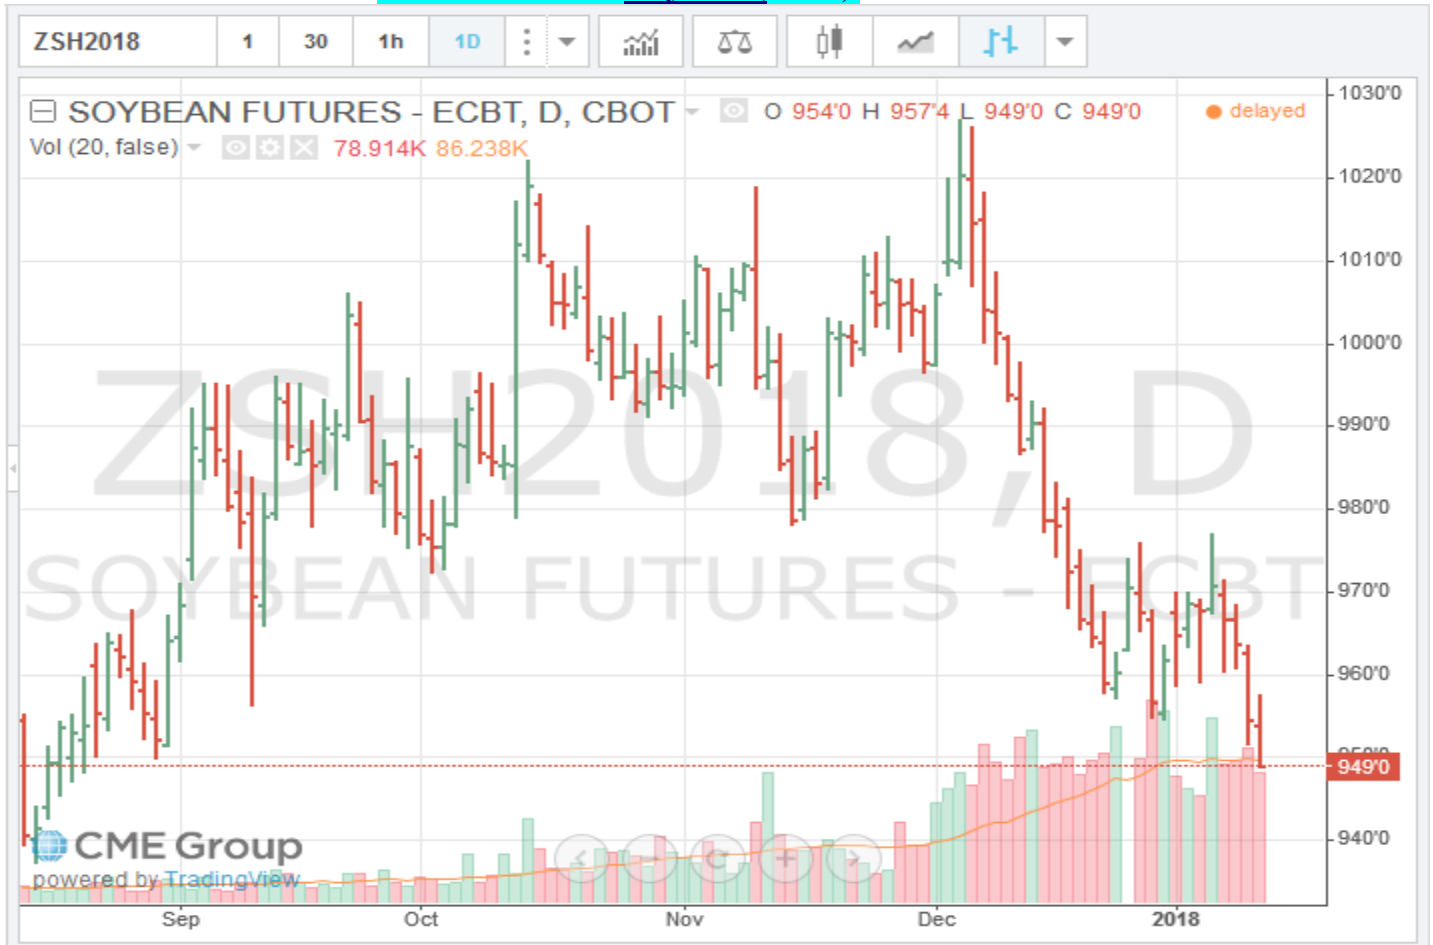 ZSH2018 1 30 1h 1D
SOYBEAN FUTURES - ECBT, D, CBOT O 954'0 H 957'4 L 949'0 C 949'0 delayed
Vol (20, false) 78.914K 86.238K
1030'0
1020'0
1010'0
1000'0
990'0
980'0
970'0
960'0
950'0
949'0
940'0
ZSH2018, D
SOYBEAN FUTURES - ECBT
CME Group
powered by TradingView
Sep Oct Nov Dec 2018